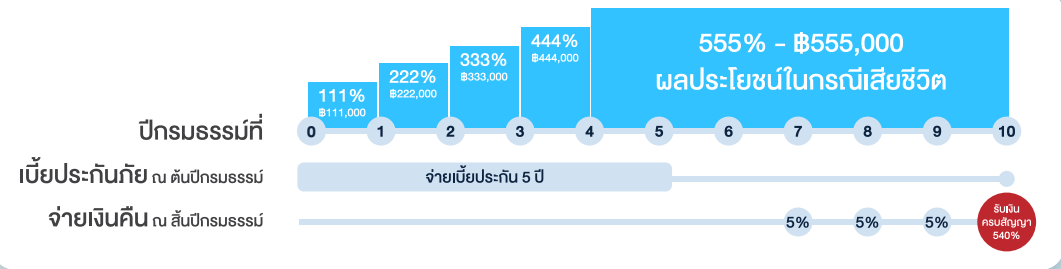 555% - ฿555,000
ผลประโยชน์ในกรณีเสียชีวิต
444%
฿444,000
333%
฿333,000
222%
฿222,000
111%
฿111,000
ปีกรมธรรม์ที่ 0 1 2 3 4 5 6 7 8 9 10
เบี้ยประกันภัย ณ ต้นปีกรมธรรม์ จ่ายเบี้ยประกัน 5 ปี
จ่ายเงินคืน ณ สิ้นปีกรมธรรม์ 5% 5% 5%
รับเงิน
ครบสัญญา
540%